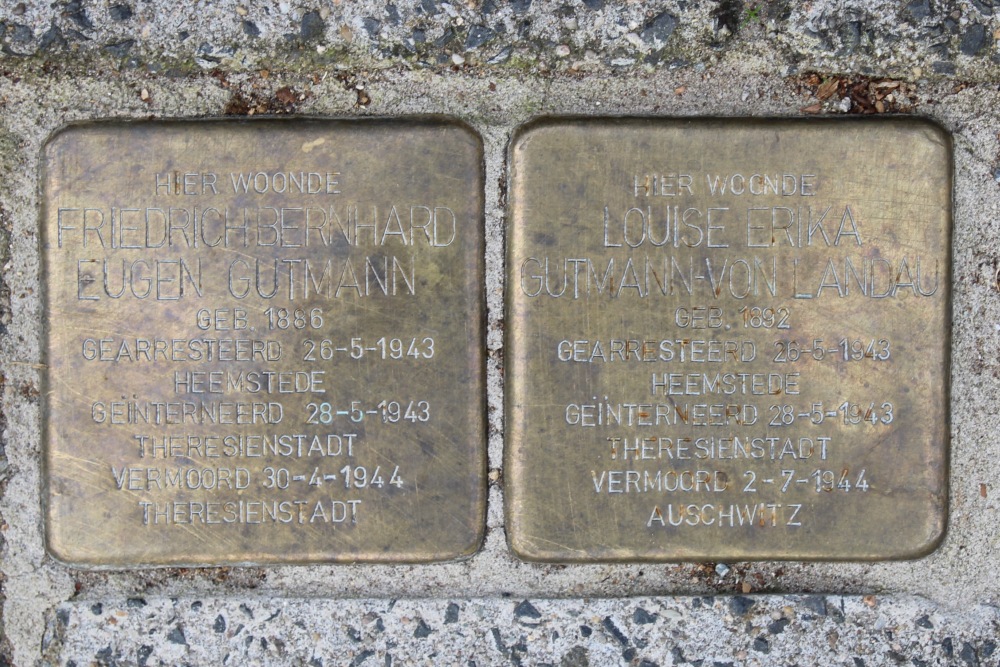 HIER WOONDE
FRIEDRICH BERNHARD
EUGEN GUTMANN
GEB. 1886
GEARRESTEERD 26-5-1943
HEEMSTEDE
GEÏNTERNEERD 28-5-1943
THERESIENSTADT
VERMOORD 30-4-1944
THERESIENSTADT
HIER WOONDE
LOUISE ERIKA
GUTMANN-VON LANDAU
GEB. 1892
GEARRESTEERD 26-5-1943
HEEMSTEDE
GEÏNTERNEERD 28-5-1943
THERESIENSTADT
VERMOORD 2-7-1944
AUSCHWITZ